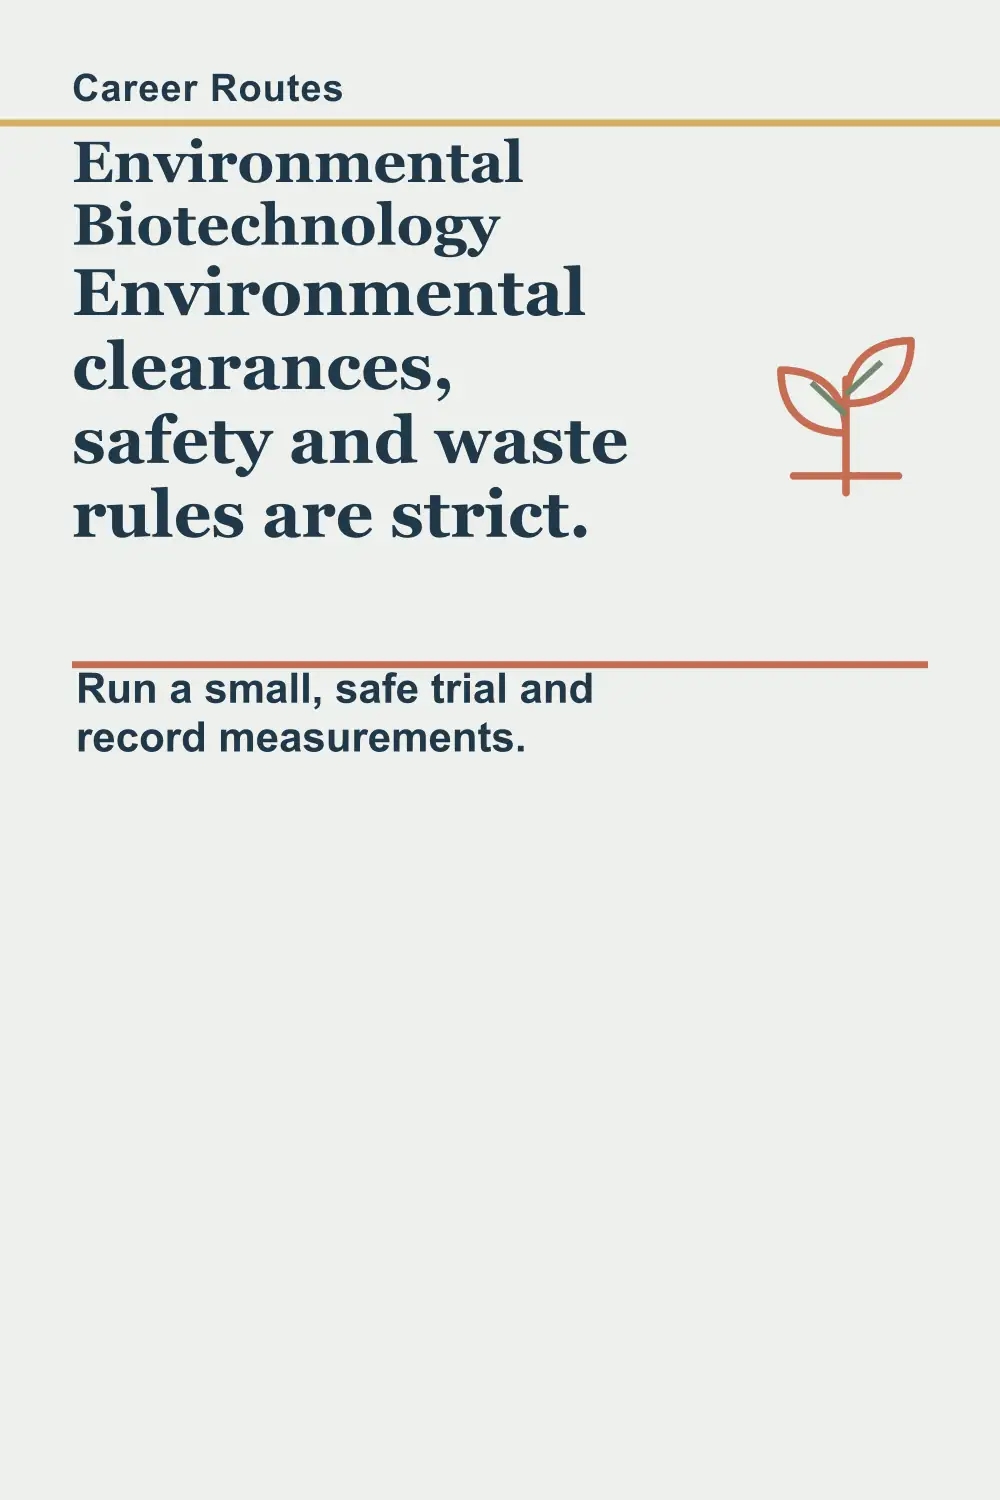 Career Routes
Environmental
Biotechnology
Environmental
clearances,
safety and waste
rules are strict.
Run a small, safe trial and
record measurements.